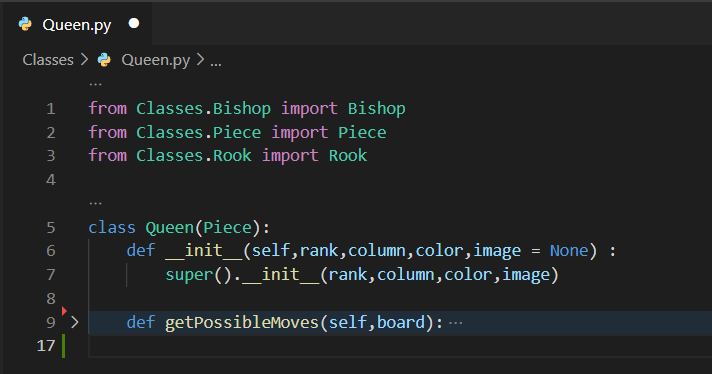 Queen.py
Classes > Queen.py > ...
...
1 from Classes.Bishop import Bishop
2 from Classes.Piece import Piece
3 from Classes.Rook import Rook
4
...
5 class Queen(Piece):
6     def __init__(self,rank,column,color,image = None) :
7         super().__init__(rank,column,color,image)
8
9 >     def getPossibleMoves(self,board): ...
17